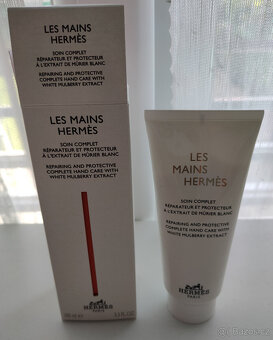 LES MAINS
HERMÈS
SOIN COMPLET
RÉPARATEUR ET PROTECTEUR
À L'EXTRAIT DE MÛRIER BLANC
REPAIRING AND PROTECTIVE
COMPLETE HAND CARE WITH
WHITE MULBERRY EXTRACT
LES MAINS
HERMÈS
SOIN COMPLET
RÉPARATEUR ET PROTECTEUR
À L'EXTRAIT DE MÛRIER BLANC
REPAIRING AND PROTECTIVE
COMPLETE HAND CARE WITH
WHITE MULBERRY EXTRACT
HERMÈS
PARIS
LES
MAINS
HERMÈS
SOIN COMPLET
RÉPARATEUR ET PROTECTEUR
À L'EXTRAIT DE MÛRIER BLANC
REPAIRING AND PROTECTIVE
COMPLETE HAND CARE WITH
WHITE MULBERRY EXTRACT
HERMÈS
PARIS